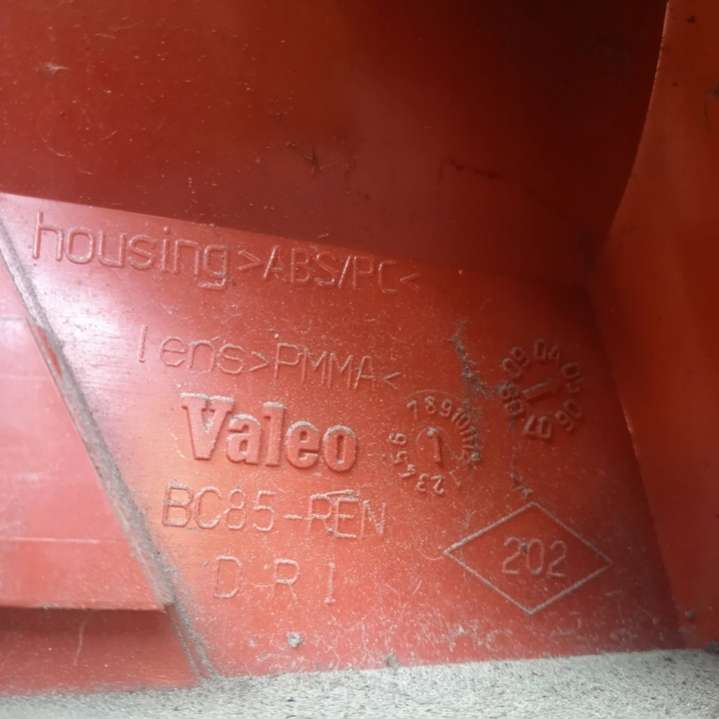 housing>ABS/PC<
lens>PMMA<
Valeo
BC85-REN
D-R I
202